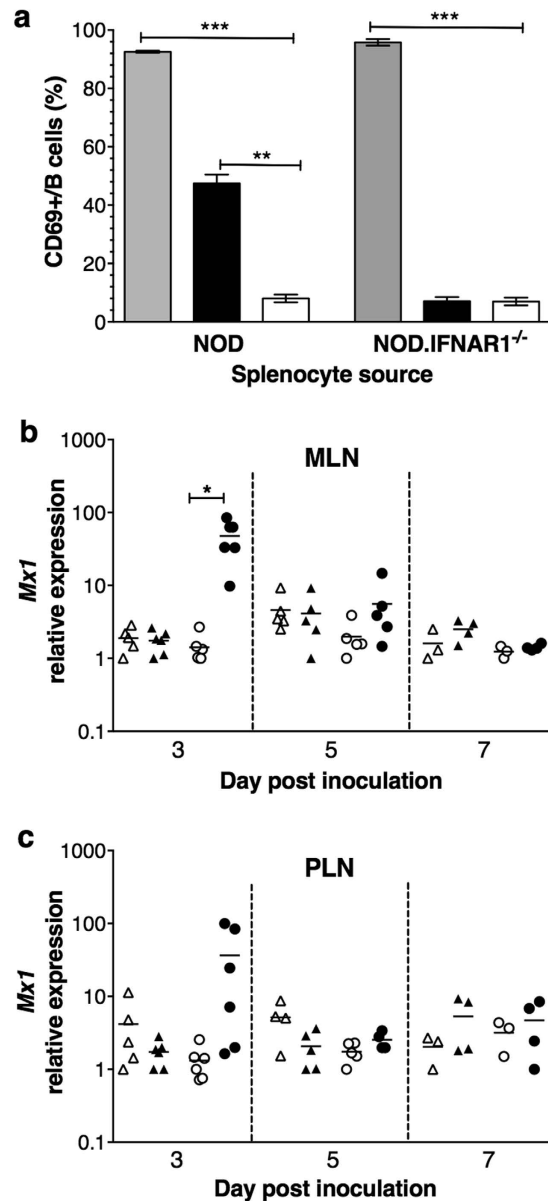 a
***
***
**
CD69+/B cells (%)
100
80
60
40
20
0
NOD
NOD.IFNAR1-/-
Splenocyte source
b
MLN
*
Mx1
relative expression
1000
100
10
1
0.1
3
5
7
Day post inoculation
c
PLN
Mx1
relative expression
1000
100
10
1
0.1
3
5
7
Day post inoculation